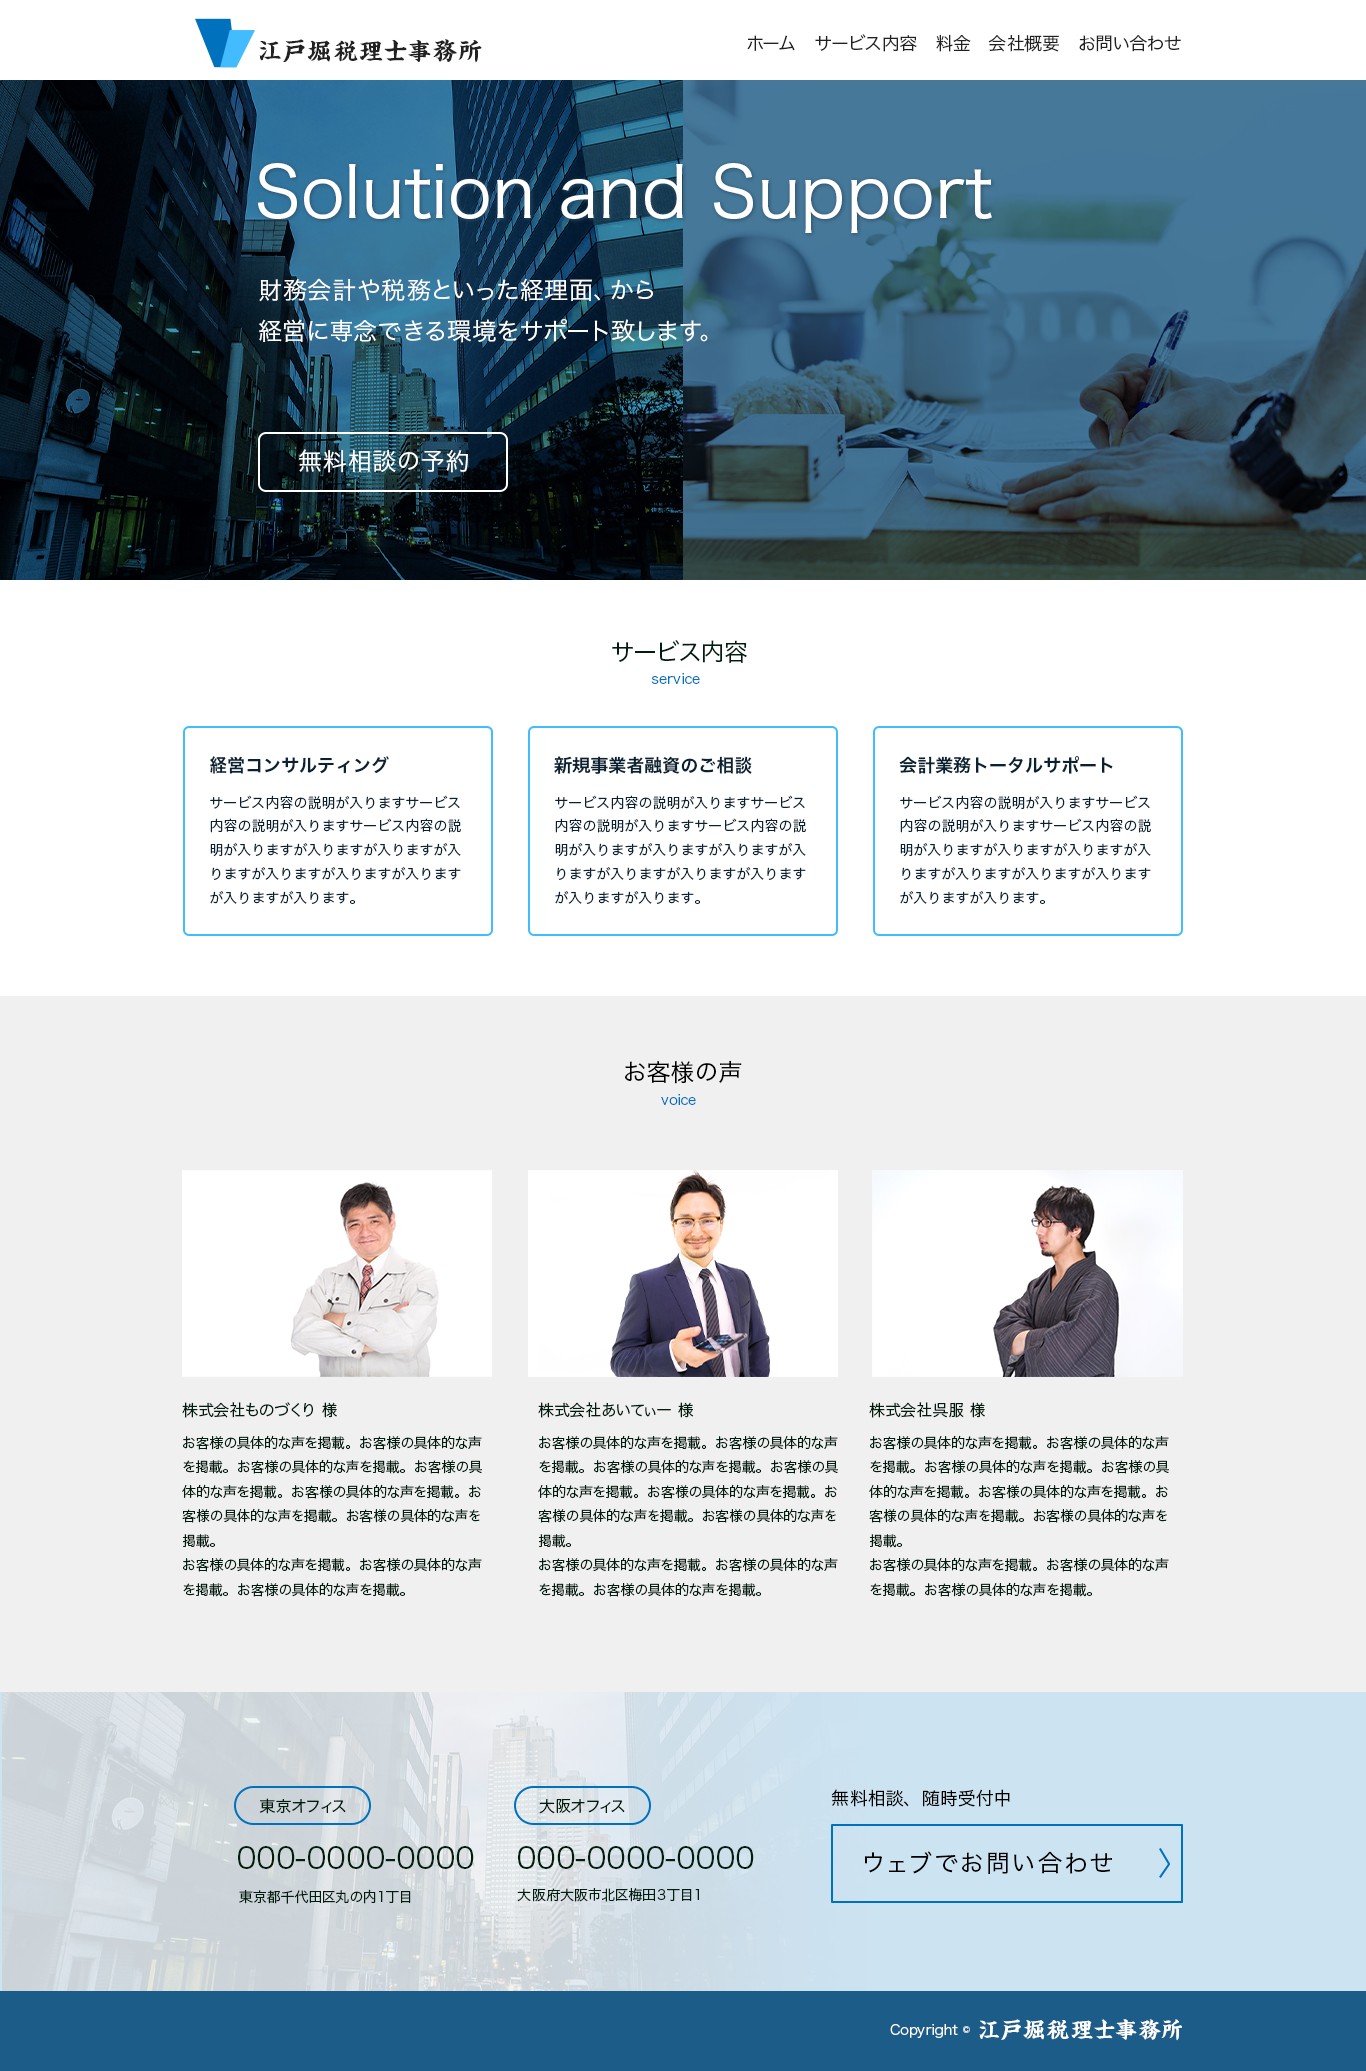 江戸堀税理士事務所
ホーム サービス内容 料金 会社概要 お問い合わせ
Solution and Support
財務会計や税務といった経理面、から
経営に専念できる環境をサポート致します。
無料相談の予約
サービス内容
service
経営コンサルティング
サービス内容の説明が入りますサービス
内容の説明が入りますサービス内容の説
明が入りますが入りますが入りますが入
りますが入りますが入りますが入ります
が入りますが入ります。
新規事業者融資のご相談
サービス内容の説明が入りますサービス
内容の説明が入りますサービス内容の説
明が入りますが入りますが入りますが入
りますが入りますが入りますが入ります
が入りますが入ります。
会計業務トータルサポート
サービス内容の説明が入りますサービス
内容の説明が入りますサービス内容の説
明が入りますが入りますが入りますが入
りますが入りますが入りますが入ります
が入りますが入ります。
お客様の声
voice
株式会社ものづくり 様
お客様の具体的な声を掲載。お客様の具体的な声
を掲載。お客様の具体的な声を掲載。お客様の具
体的な声を掲載。お客様の具体的な声を掲載。お
客様の具体的な声を掲載。お客様の具体的な声を
掲載。
お客様の具体的な声を掲載。お客様の具体的な声
を掲載。お客様の具体的な声を掲載。
株式会社あいてぃー 様
お客様の具体的な声を掲載。お客様の具体的な声
を掲載。お客様の具体的な声を掲載。お客様の具
体的な声を掲載。お客様の具体的な声を掲載。お
客様の具体的な声を掲載。お客様の具体的な声を
掲載。
お客様の具体的な声を掲載。お客様の具体的な声
を掲載。お客様の具体的な声を掲載。
株式会社呉服 様
お客様の具体的な声を掲載。お客様の具体的な声
を掲載。お客様の具体的な声を掲載。お客様の具
体的な声を掲載。お客様の具体的な声を掲載。お
客様の具体的な声を掲載。お客様の具体的な声を
掲載。
お客様の具体的な声を掲載。お客様の具体的な声
を掲載。お客様の具体的な声を掲載。
東京オフィス
000-0000-0000
東京都千代田区丸の内1丁目
大阪オフィス
000-0000-0000
大阪府大阪市北区梅田3丁目1
無料相談、随時受付中
ウェブでお問い合わせ
Copyright © 江戸堀税理士事務所